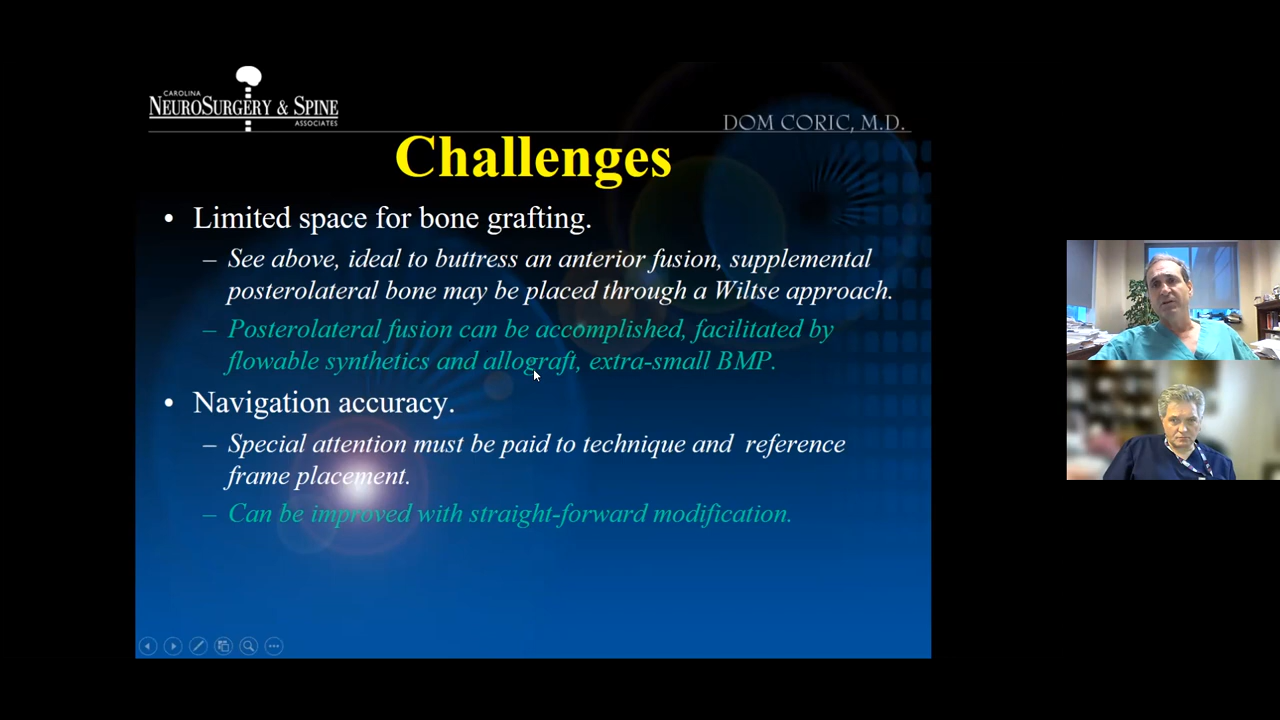 CAROLINA
NEUROSURGERY & SPINE
ASSOCIATES
DOM CORIC, M.D.
Challenges
• Limited space for bone grafting.
– See above, ideal to buttress an anterior fusion, supplemental
posterolateral bone may be placed through a Wiltse approach.
– Posterolateral fusion can be accomplished, facilitated by
flowable synthetics and allograft, extra-small BMP.
• Navigation accuracy.
– Special attention must be paid to technique and reference
frame placement.
– Can be improved with straight-forward modification.